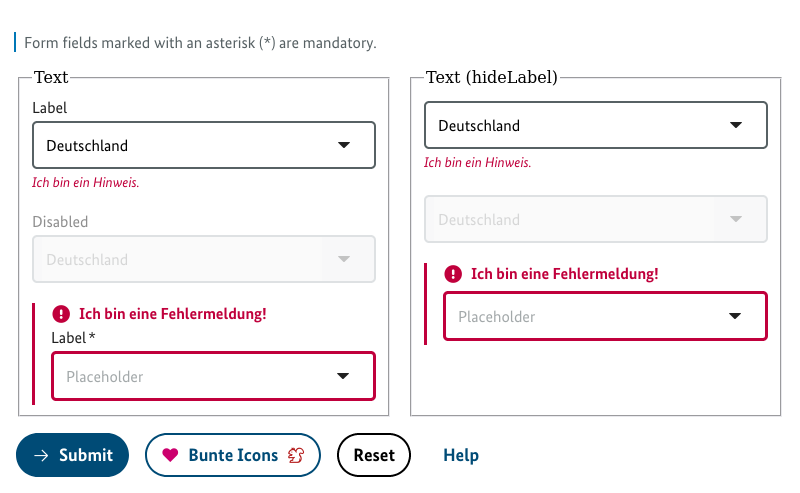 Form fields marked with an asterisk (*) are mandatory.
Text
Label
Deutschland
Ich bin ein Hinweis.
Disabled
Deutschland
Ich bin eine Fehlermeldung!
Label *
Placeholder
Text (hideLabel)
Deutschland
Ich bin ein Hinweis.
Deutschland
Ich bin eine Fehlermeldung!
Placeholder
Submit
Bunte Icons
Reset
Help